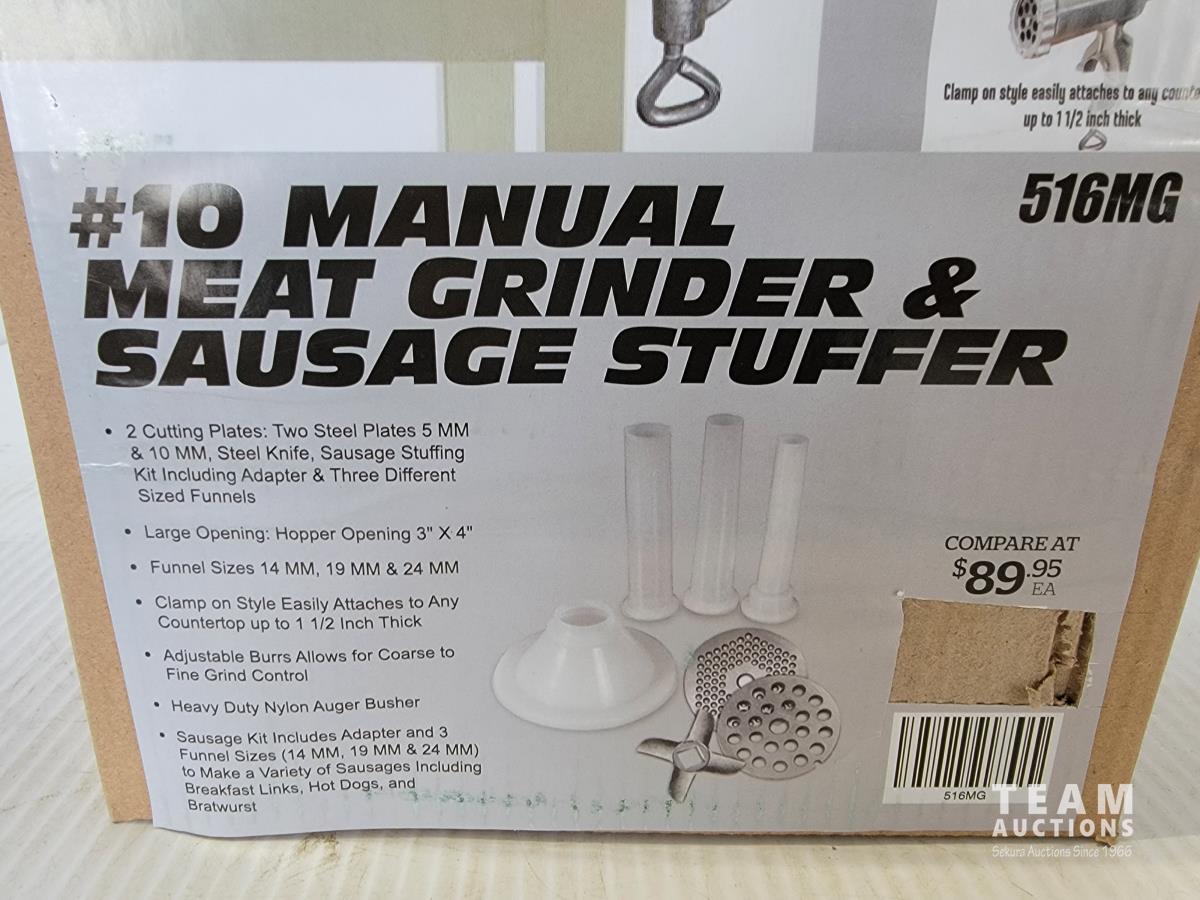 Clamp on style easily attaches to any
up to 1 1/2 inch thick
516MG
#10 MANUAL
MEAT GRINDER &
SAUSAGE STUFFER
• 2 Cutting Plates: Two Steel Plates 5 MM
& 10 MM, Steel Knife, Sausage Stuffing
Kit Including Adapter & Three Different
Sized Funnels
• Large Opening: Hopper Opening 3" X 4"
• Funnel Sizes 14 MM, 19 MM & 24 MM
• Clamp on Style Easily Attaches to Any
Countertop up to 1 1/2 Inch Thick
• Adjustable Burrs Allows for Coarse to
Fine Grind Control
• Heavy Duty Nylon Auger Busher
• Sausage Kit Includes Adapter and 3
Funnel Sizes (14 MM, 19 MM & 24 MM)
to Make a Variety of Sausages Including
Breakfast Links, Hot Dogs, and
Bratwurst
COMPARE AT
$89.95
EA
516MG
TEAM
AUCTIONS
Sekura Auctions Since 1966